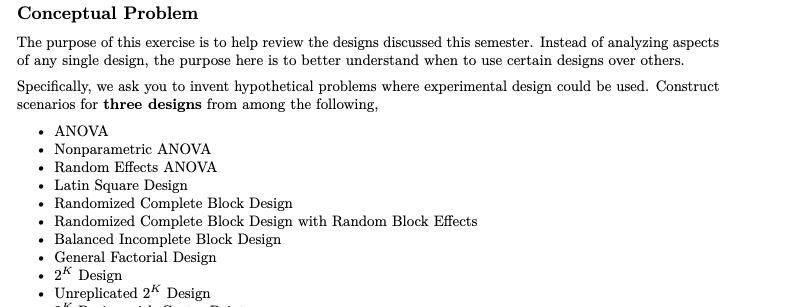 Conceptual Problem
The purpose of this exercise is to help review the designs discussed this semester. Instead of analyzing aspects
of any single design, the purpose here is to better understand when to use certain designs over others.
Specifically, we ask you to invent hypothetical problems where experimental design could be used. Construct
scenarios for three designs from among the following,
• ANOVA
• Nonparametric ANOVA
• Random Effects ANOVA
• Latin Square Design
• Randomized Complete Block Design
• Randomized Complete Block Design with Random Block Effects
• Balanced Incomplete Block Design
• General Factorial Design
• 2^K Design
• Unreplicated 2^K Design